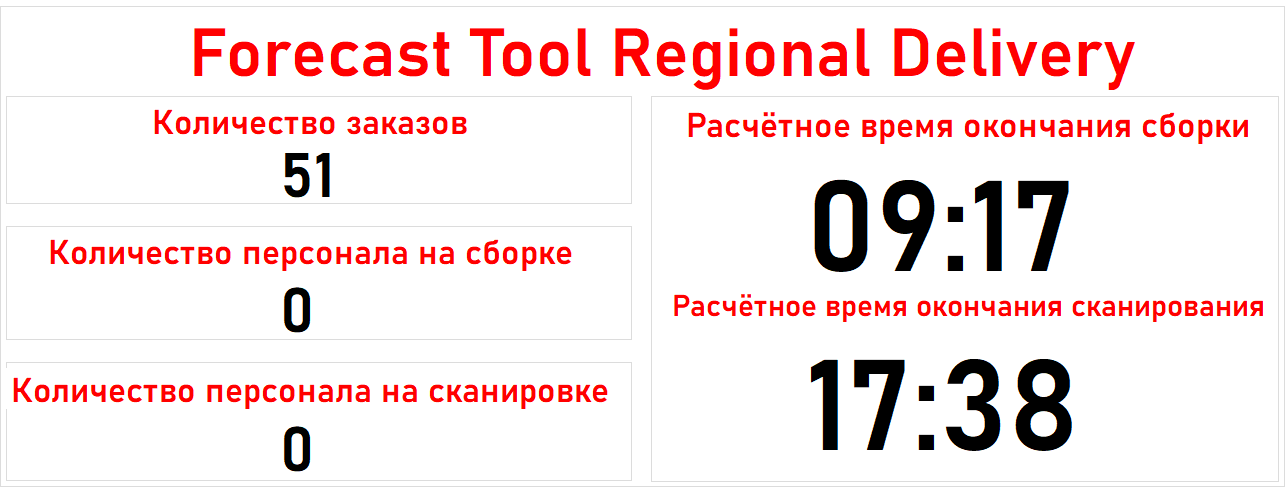 Forecast Tool Regional Delivery
Количество заказов
51
Количество персонала на сборке
0
Количество персонала на сканировке
0
Расчётное время окончания сборки
09:17
Расчётное время окончания сканирования
17:38